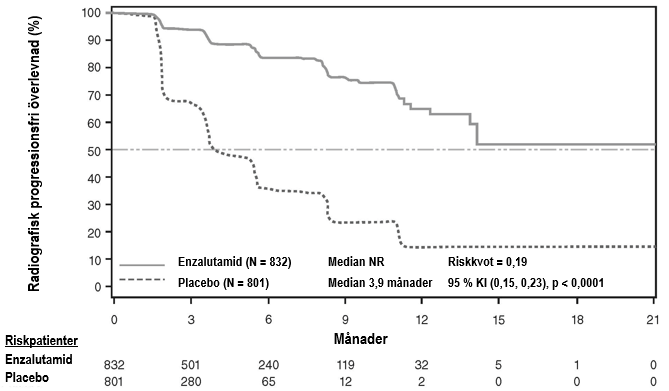 Radiografisk progressionsfri överlevnad (%)
100
90
80
70
60
50
40
30
20
10
0
Enzalutamid (N = 832) Median NR Riskkvot = 0,19
Placebo (N = 801) Median 3,9 månader 95 % KI (0,15, 0,23), p < 0,0001
0 3 6 9 12 15 18 21
Månader
Riskpatienter
Enzalutamid 832 501 240 119 32 5 1 0
Placebo 801 280 65 12 2 0 0 0